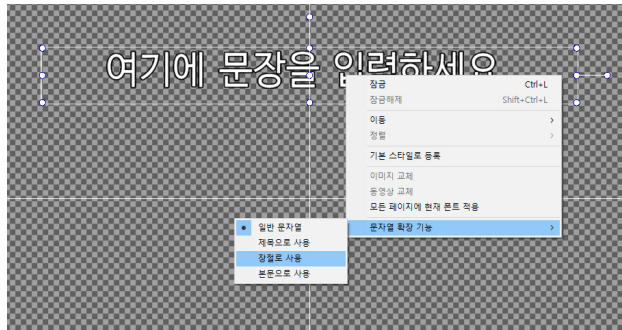 여기에 문장을 입력하세요
잠금 Ctrl+L
잠금해제 Shift+Ctrl+L
이동 >
정렬 >
기본 스타일로 등록
이미지 교체
동영상 교체
모든 페이지에 현재 폰트 적용
문자열 확장 기능 >
일반 문자열
제목으로 사용
장절로 사용
본문으로 사용